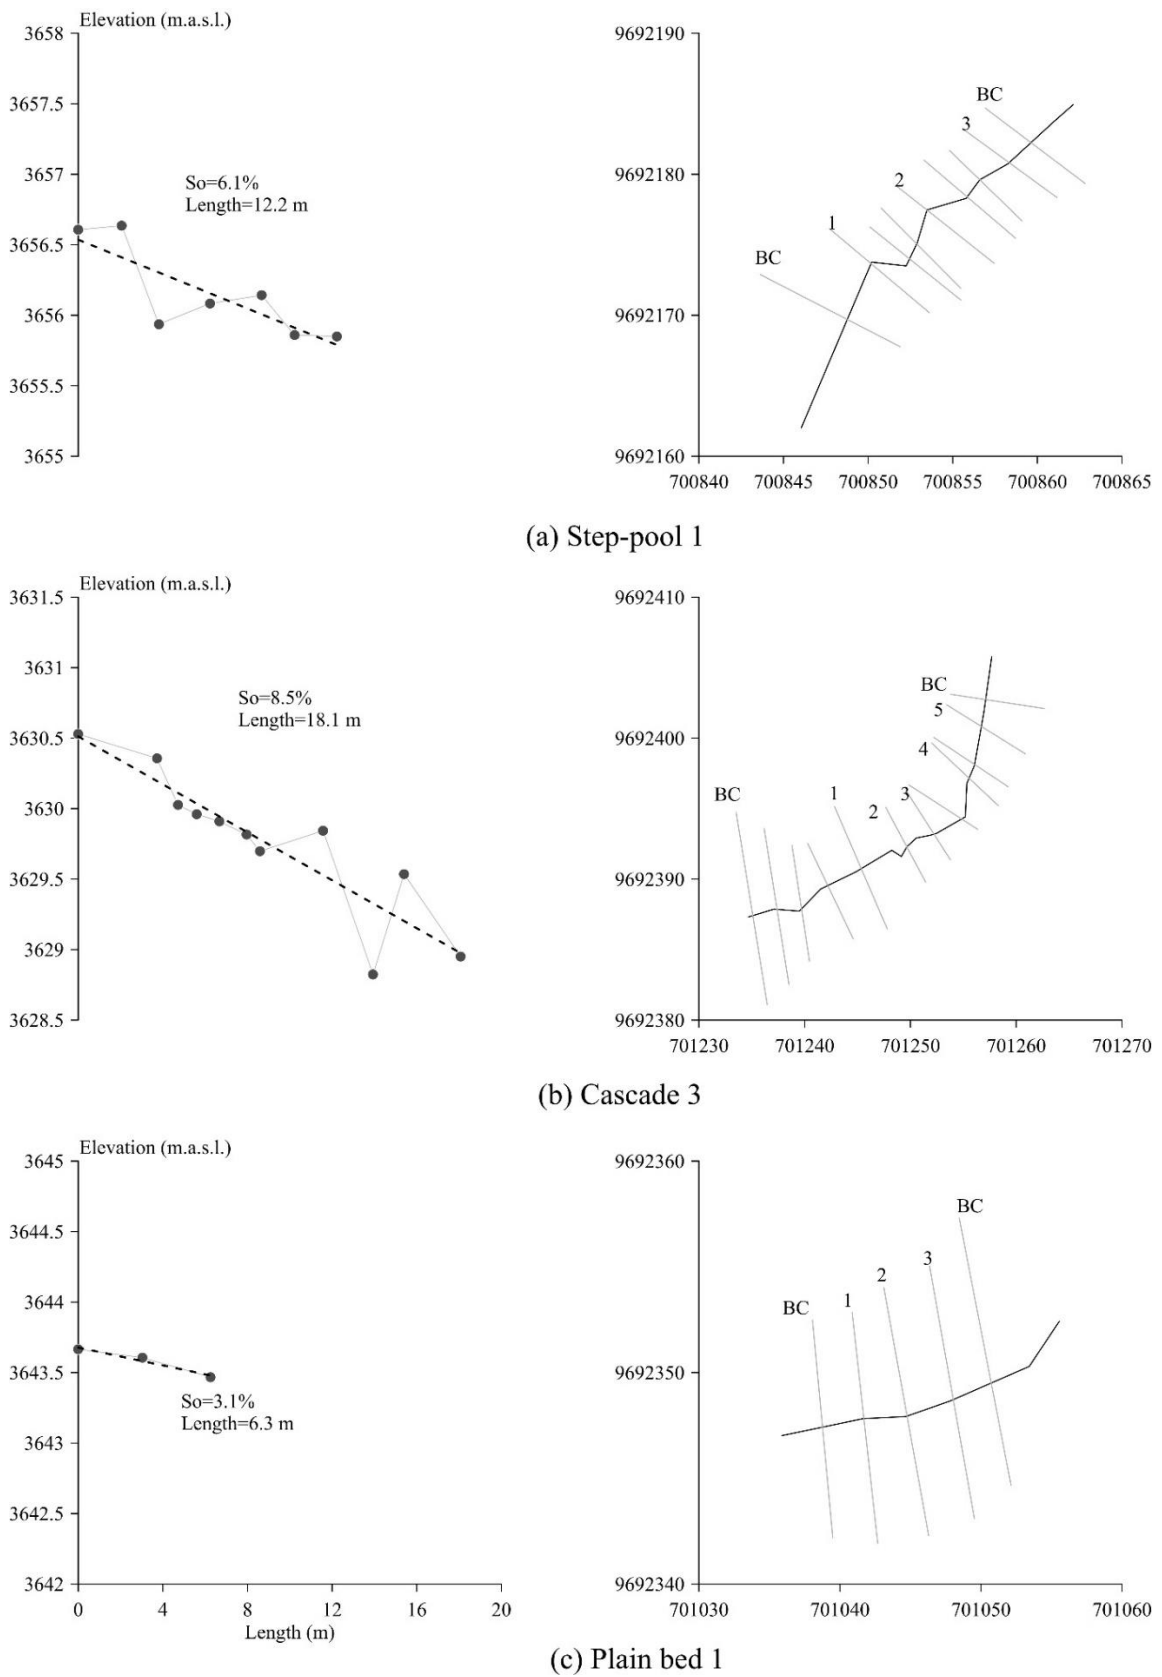 Elevation (m.a.s.l.)
3658
3657.5
3657
3656.5
3656
3655.5
3655
So=6.1%
Length=12.2 m
9692190
9692180
9692170
9692160
700840 700845 700850 700855 700860 700865
BC
3
2
1
BC
(a) Step-pool 1
Elevation (m.a.s.l.)
3631.5
3631
3630.5
3630
3629.5
3629
3628.5
So=8.5%
Length=18.1 m
9692410
9692400
9692390
9692380
701230 701240 701250 701260 701270
BC
5
4
3
2
1
BC
(b) Cascade 3
Elevation (m.a.s.l.)
3645
3644.5
3644
3643.5
3643
3642.5
3642
So=3.1%
Length=6.3 m
0 4 8 12 16 20
Length (m)
9692360
9692350
9692340
701030 701040 701050 701060
BC
3
2
1
BC
(c) Plain bed 1